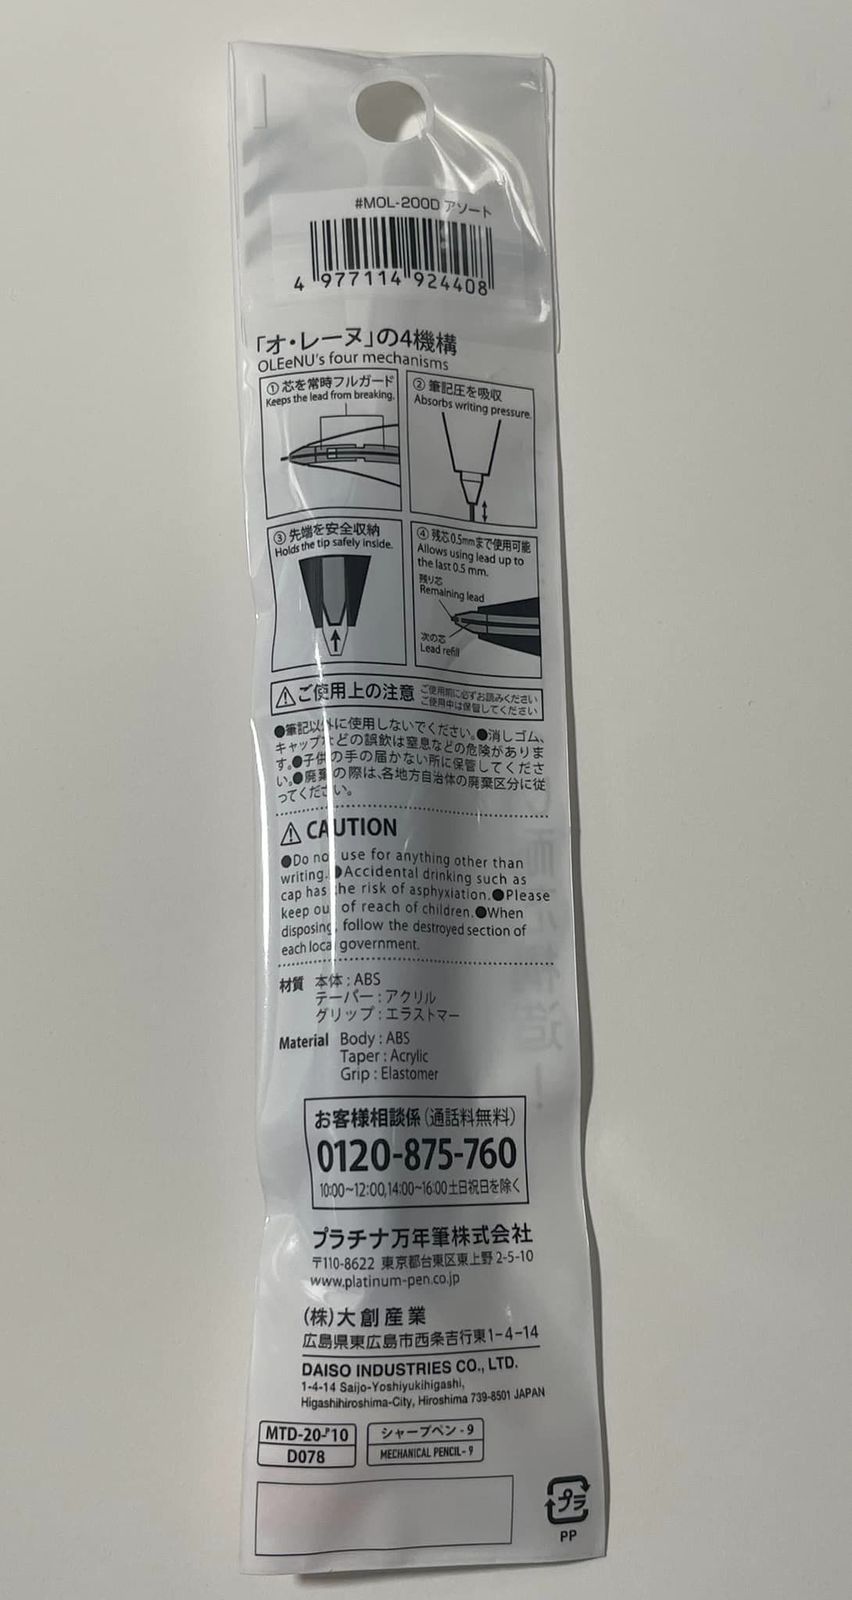 #MOL-200D アソート
4 977114 924408
「オ・レーヌ」の4機構
OLEeNU's four mechanisms
① 芯を常時フルガード
Keeps the lead from breaking.
② 筆記圧を吸収
Absorbs writing pressure.
③ 先端を安全収納
Holds the tip safely inside.
④ 残芯0.5mmまで使用可能
Allows using lead up to
the last 0.5 mm.
残り芯
Remaining lead
次の芯
Lead refill
⚠ご使用上の注意
ご使用前に必ずお読みください
ご使用中は保管してください
●筆記以外に使用しないでください。●消しゴム、
キャップなどの誤飲は窒息などの危険がありま
す。●子供の手の届かない所に保管してくださ
い。●廃棄の際は、各地方自治体の廃棄区分に従
ってください。
⚠ CAUTION
●Do not use for anything other than
writing.●Accidental drinking such as
cap has the risk of asphyxiation.●Please
keep out of reach of children.●When
disposing, follow the destroyed section of
each local government.
材質 本体 : ABS
テーパー : アクリル
グリップ : エラストマー
Material Body : ABS
Taper : Acrylic
Grip : Elastomer
お客様相談係(通話料無料)
0120-875-760
10:00~12:00,14:00~16:00土日祝日を除く
プラチナ万年筆株式会社
〒110-8622 東京都台東区東上野 2-5-10
www.platinum-pen.co.jp
(株)大創産業
広島県東広島市西条吉行東1-4-14
DAISO INDUSTRIES CO., LTD.
1-4-14 Saijo-Yoshiyukihigashi,
Higashihiroshima-City, Hiroshima 739-8501 JAPAN
MTD-20-P10
D078
シャープペン - 9
MECHANICAL PENCIL - 9
プラ
PP